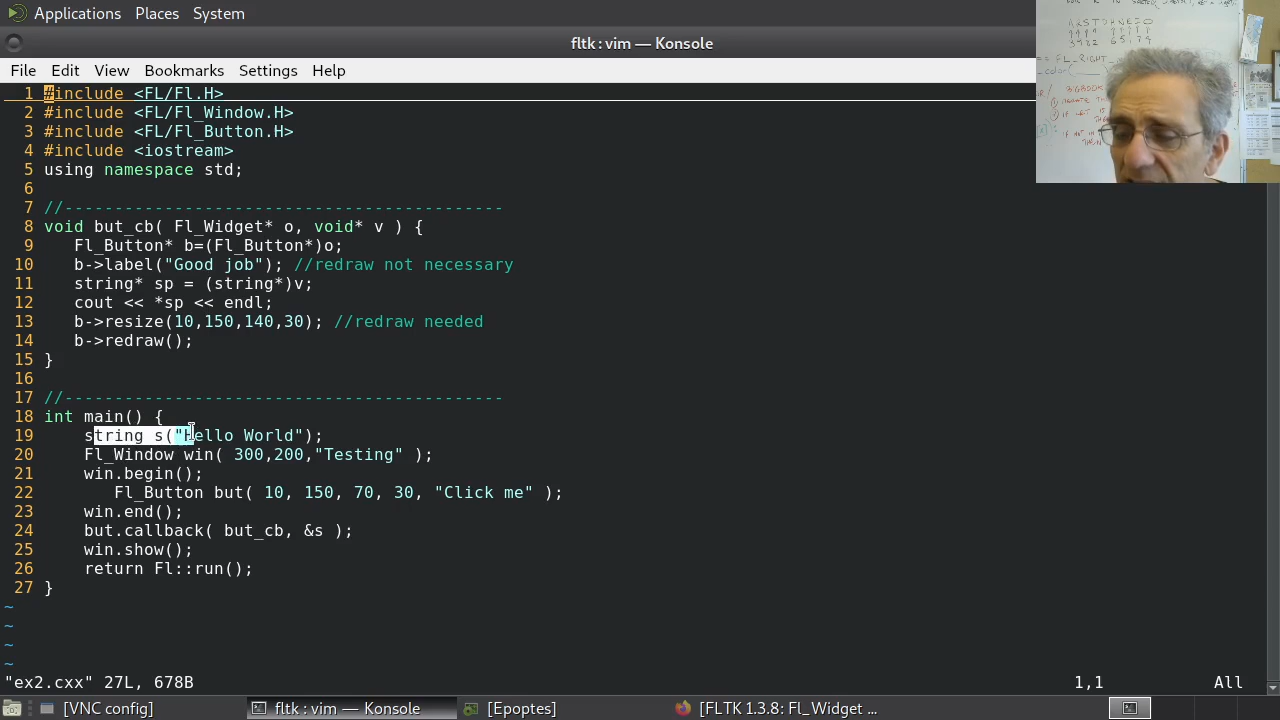 Applications Places System
fltk : vim — Konsole
File Edit View Bookmarks Settings Help
1 #include <FL/Fl.H>
2 #include <FL/Fl_Window.H>
3 #include <FL/Fl_Button.H>
4 #include <iostream>
5 using namespace std;
6
7 //--------------------------------------------
8 void but_cb( Fl_Widget* o, void* v ) {
9 Fl_Button* b=(Fl_Button*)o;
10 b->label("Good job"); //redraw not necessary
11 string* sp = (string*)v;
12 cout << *sp << endl;
13 b->resize(10,150,140,30); //redraw needed
14 b->redraw();
15 }
16
17 //--------------------------------------------
18 int main() {
19 string s("Hello World");
20 Fl_Window win( 300,200,"Testing" );
21 win.begin();
22 Fl_Button but( 10, 150, 70, 30, "Click me" );
23 win.end();
24 but.callback( but_cb, &s );
25 win.show();
26 return Fl::run();
27 }
~
~
~
~
"ex2.cxx" 27L, 678B 1,1 All
[VNC config] fltk : vim — Konsole [Epoptes] [FLTK 1.3.8: Fl_Widget ...